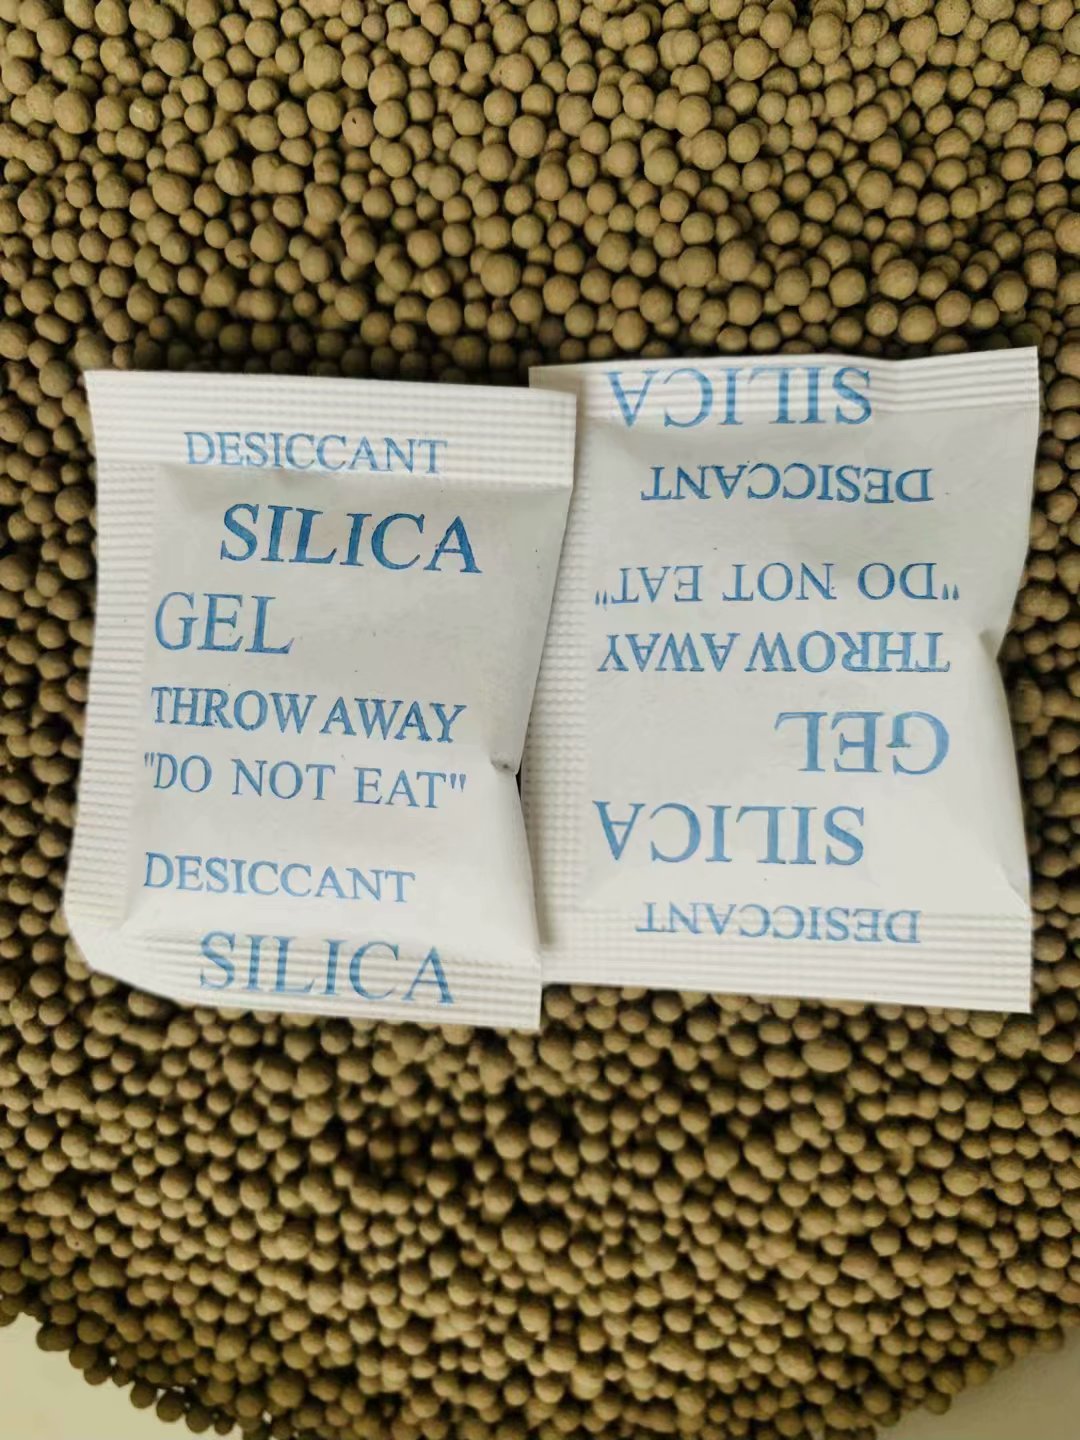 DESICCANT
SILICA
GEL
THROW AWAY
"DO NOT EAT"
DESICCANT
SILICA
DESICCANT
SILICA
GEL
THROW AWAY
"DO NOT EAT"
DESICCANT
SILICA